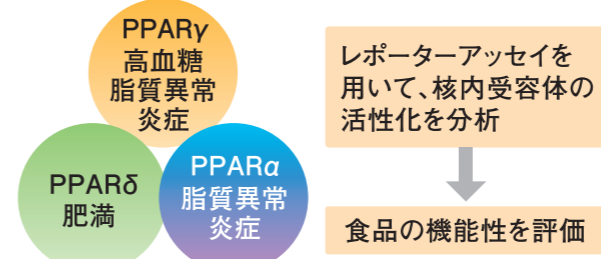 PPARγ
高血糖
脂質異常
炎症
PPARδ
肥満
PPARα
脂質異常
炎症
レポーターアッセイを
用いて、核内受容体の
活性化を分析
食品の機能性を評価